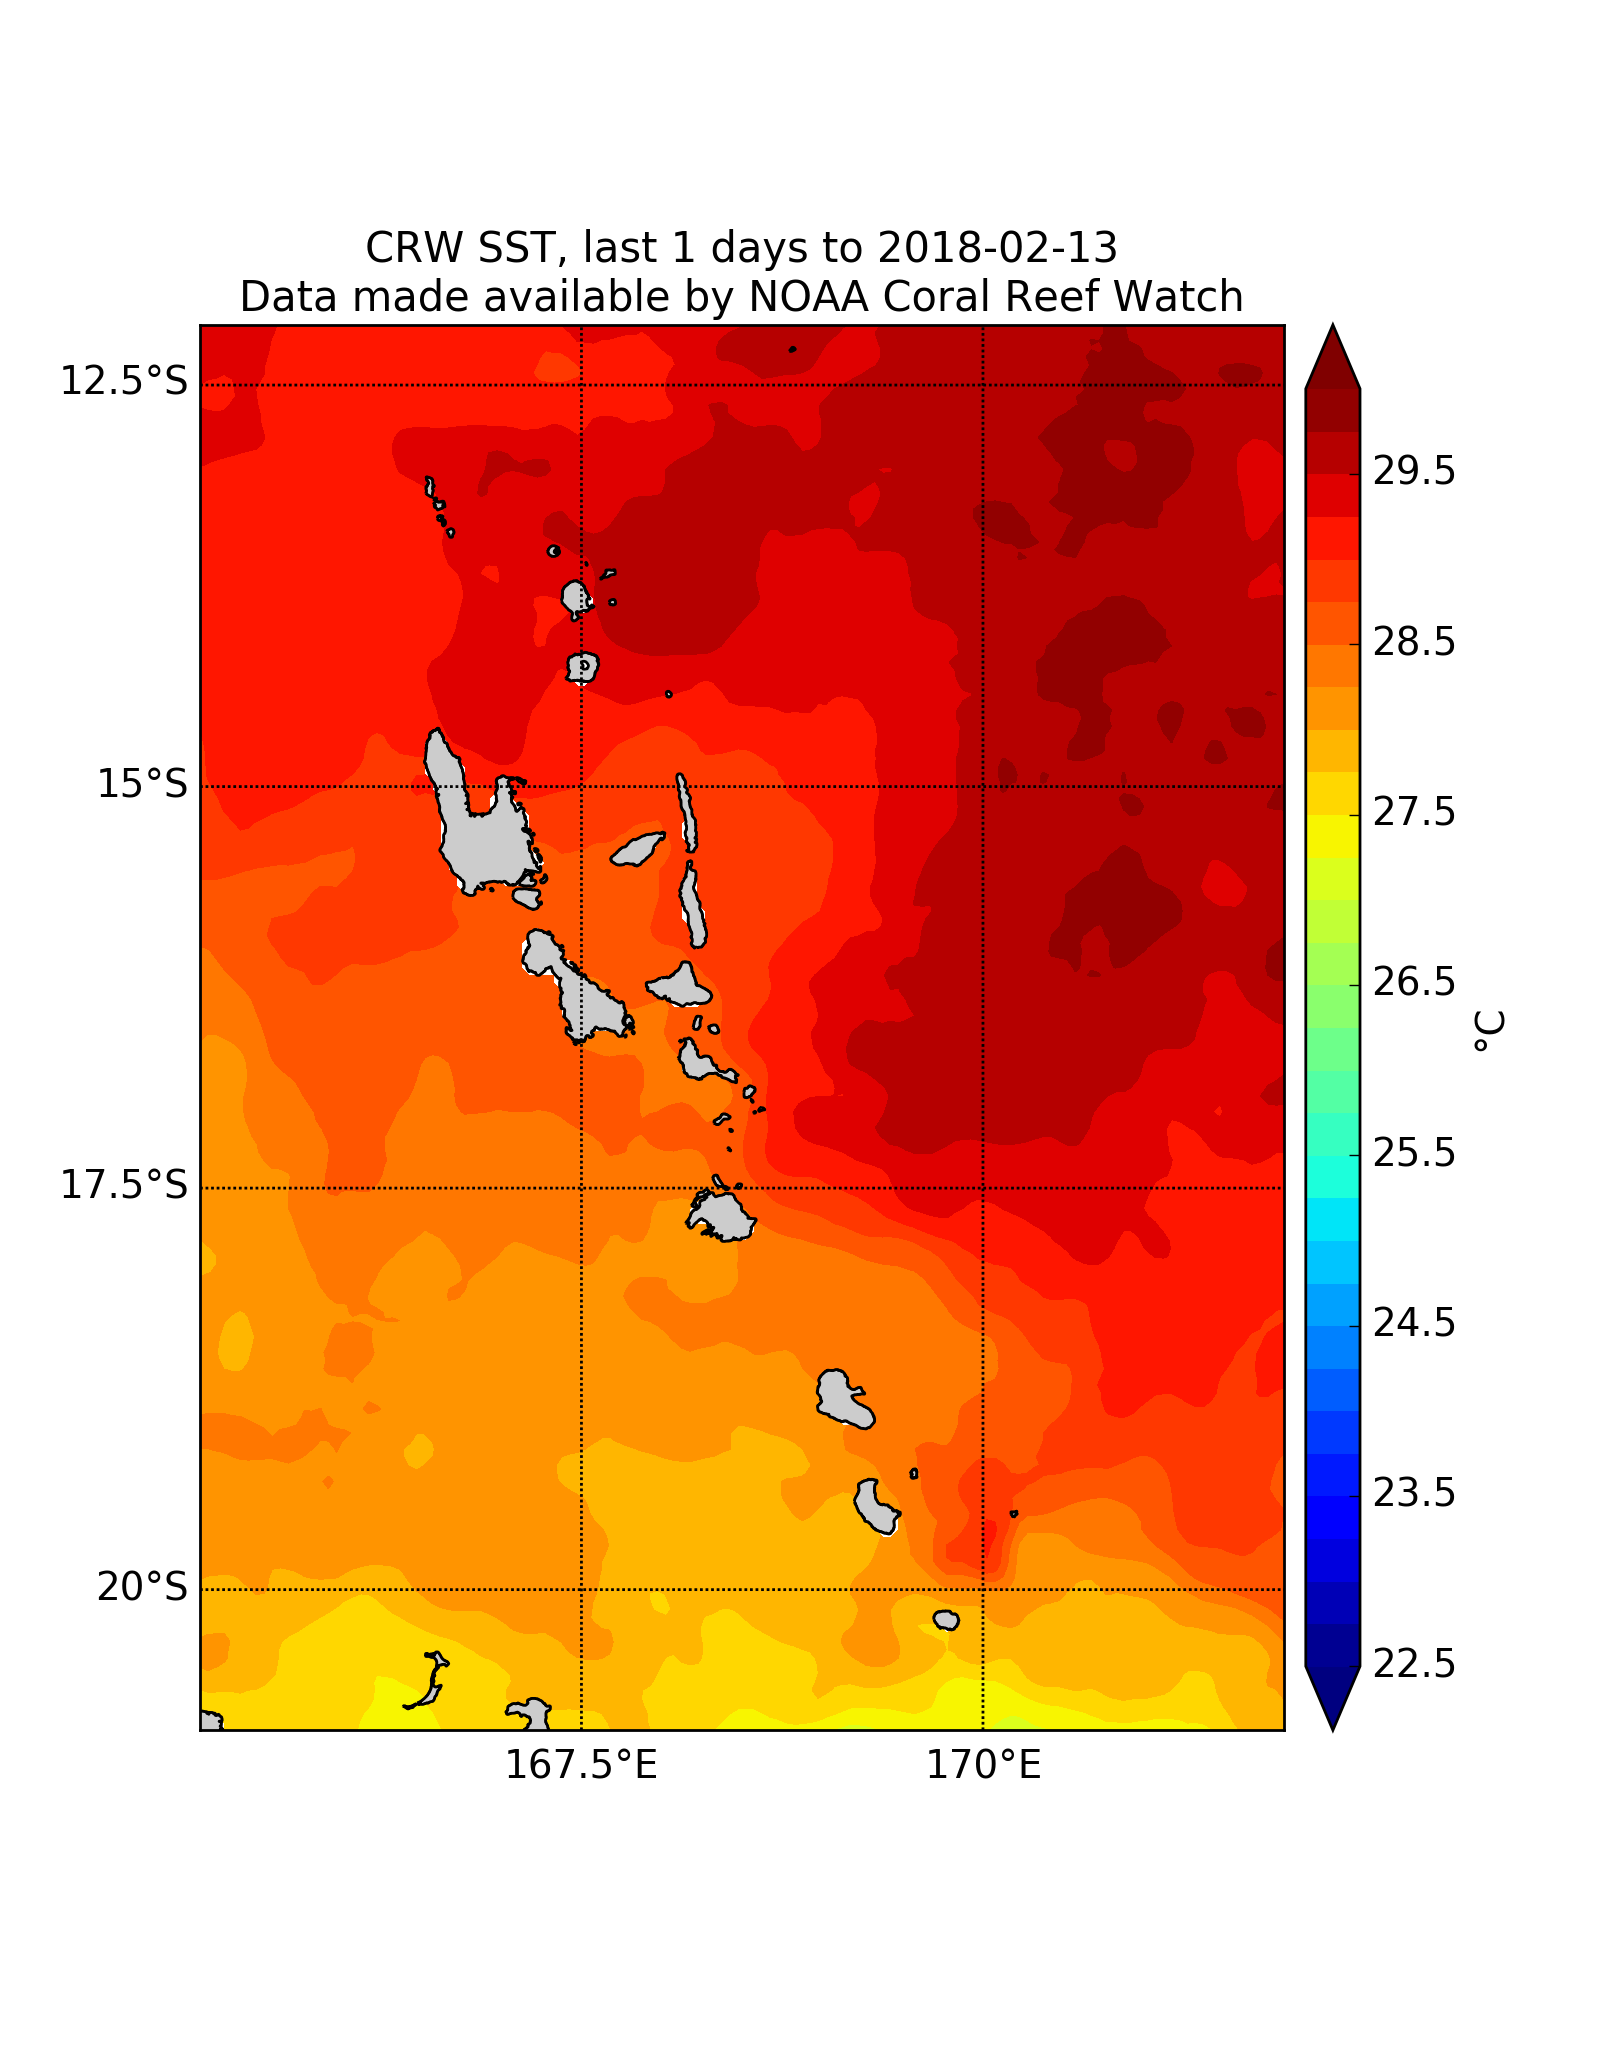 CRW SST, last 1 days to 2018-02-13
Data made available by NOAA Coral Reef Watch
12.5°S
15°S
17.5°S
20°S
167.5°E
170°E
29.5
28.5
27.5
26.5
25.5
24.5
23.5
22.5
°C